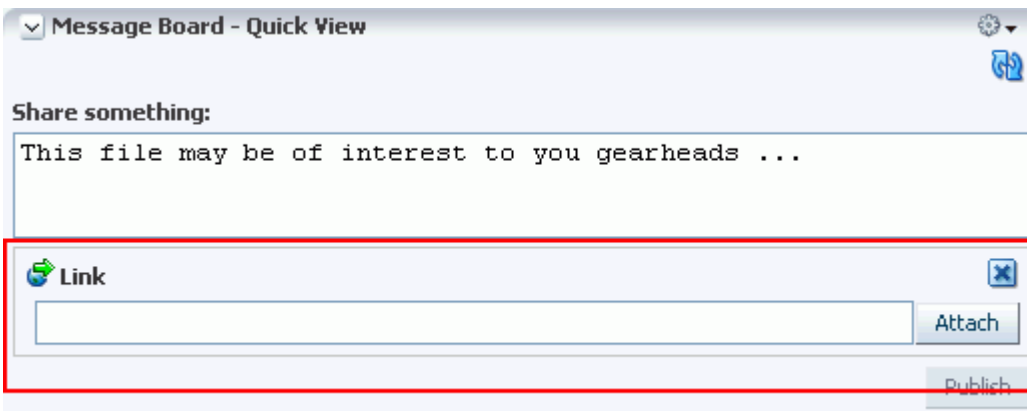 Message Board - Quick View
Share something:
This file may be of interest to you gearheads ...
Link
Attach
Publish